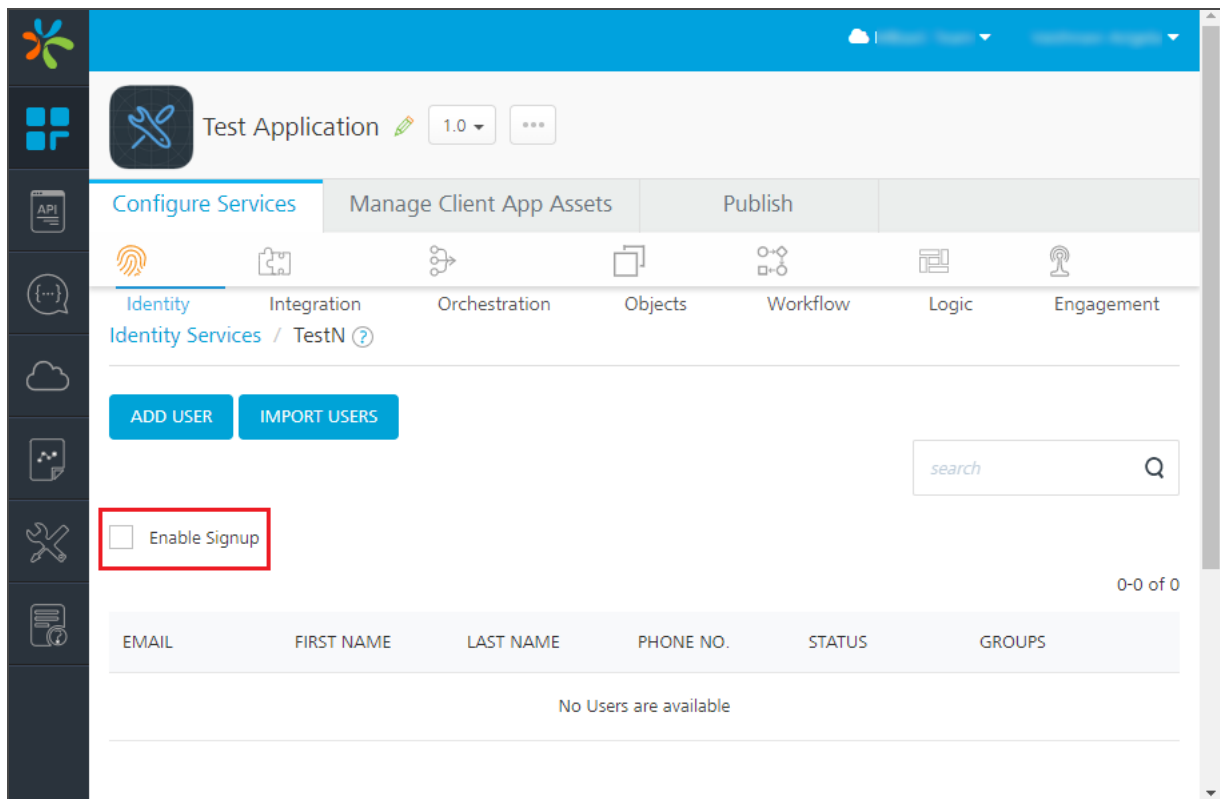 Test Application 1.0
Configure Services Manage Client App Assets Publish
API
{···}
Identity Integration Orchestration Objects Workflow Logic Engagement
Identity Services / TestN ?
ADD USER IMPORT USERS
search
Enable Signup
0-0 of 0
EMAIL FIRST NAME LAST NAME PHONE NO. STATUS GROUPS
No Users are available